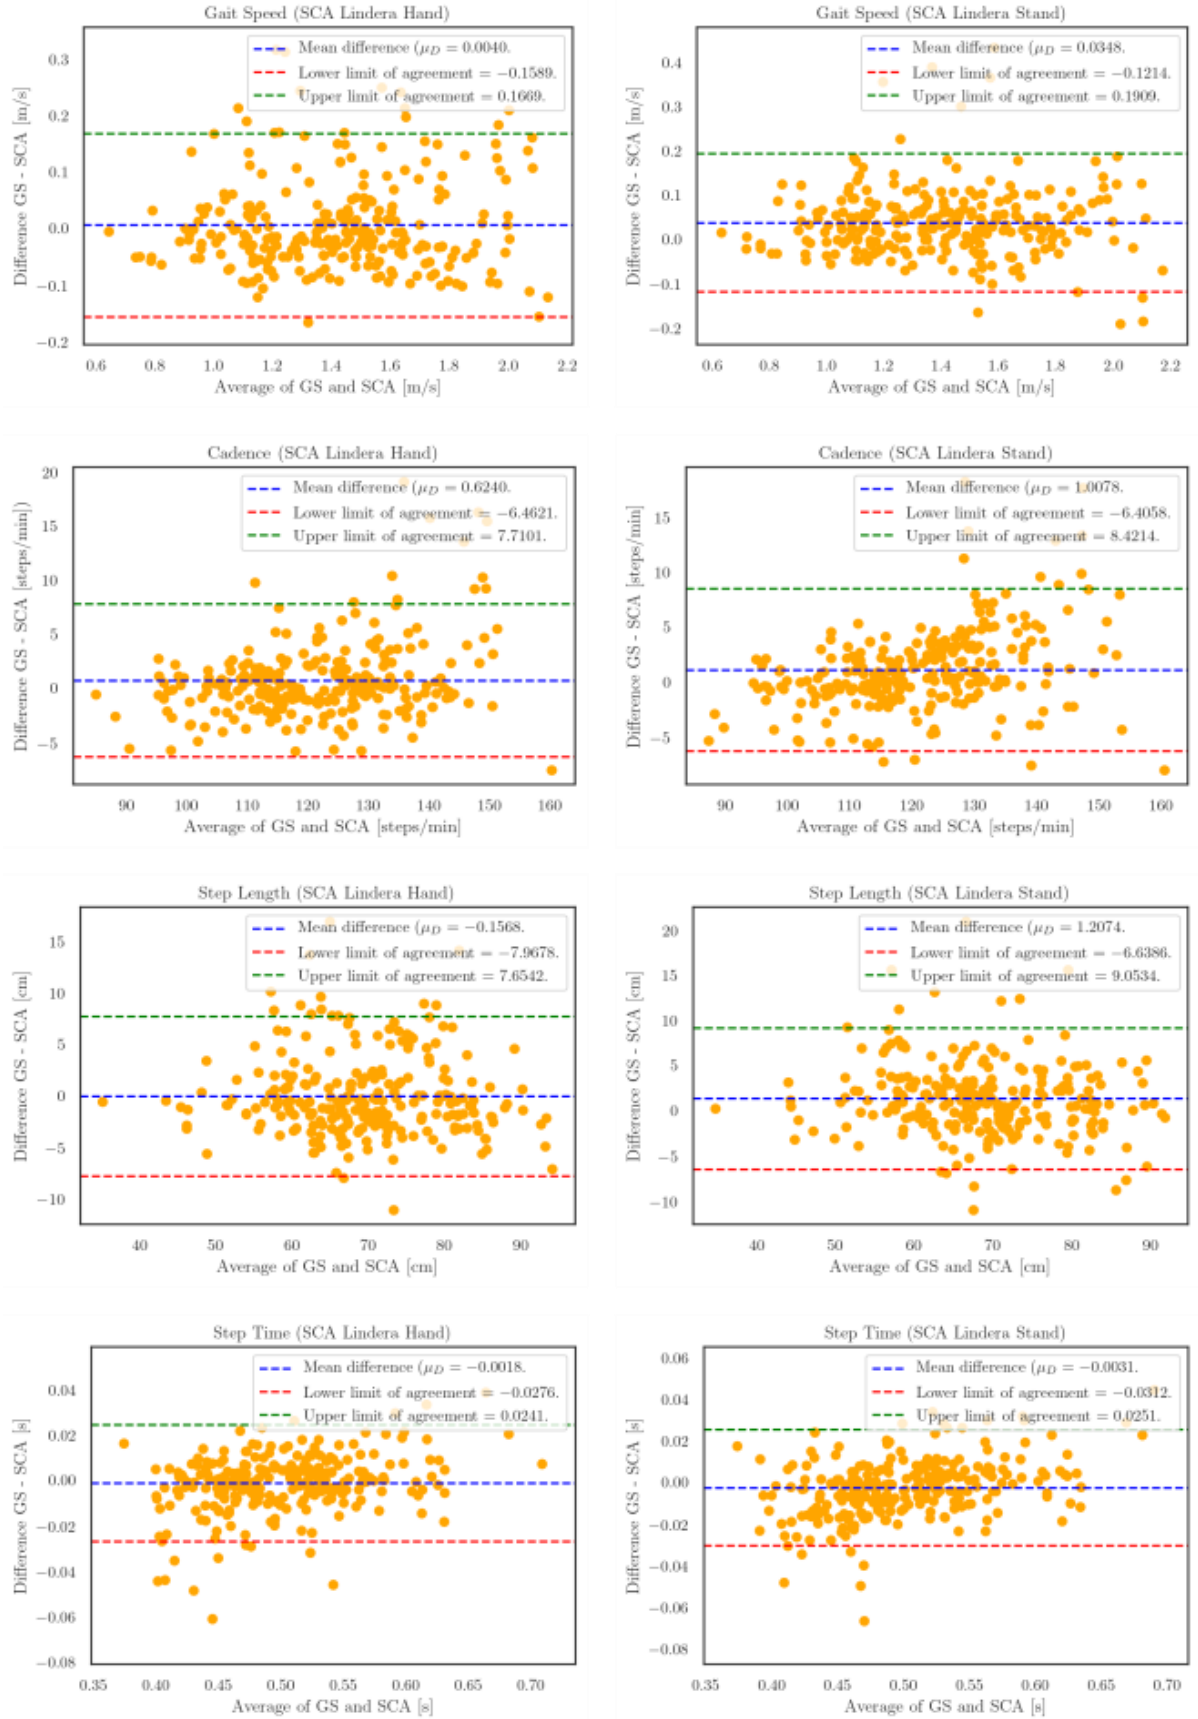 Gait Speed (SCA Lindera Hand)
Difference GS - SCA [m/s]
0.3
0.2
0.1
0.0
−0.1
−0.2
Mean difference (μD = 0.0040.
Lower limit of agreement = −0.1589.
Upper limit of agreement = 0.1669.
0.6 0.8 1.0 1.2 1.4 1.6 1.8 2.0 2.2
Average of GS and SCA [m/s]
Gait Speed (SCA Lindera Stand)
Difference GS - SCA [m/s]
0.4
0.3
0.2
0.1
0.0
−0.1
−0.2
Mean difference (μD = 0.0348.
Lower limit of agreement = −0.1214.
Upper limit of agreement = 0.1909.
0.6 0.8 1.0 1.2 1.4 1.6 1.8 2.0 2.2
Average of GS and SCA [m/s]
Cadence (SCA Lindera Hand)
Difference GS - SCA [steps/min])
20
15
10
5
0
−5
Mean difference (μD = 0.6240.
Lower limit of agreement = −6.4621.
Upper limit of agreement = 7.7101.
90 100 110 120 130 140 150 160
Average of GS and SCA [steps/min]
Cadence (SCA Lindera Stand)
Difference GS - SCA [steps/min]
15
10
5
0
−5
Mean difference (μD = 1.0078.
Lower limit of agreement = −6.4058.
Upper limit of agreement = 8.4214.
90 100 110 120 130 140 150 160
Average of GS and SCA [steps/min]
Step Length (SCA Lindera Hand)
Difference GS - SCA [cm]
15
10
5
0
−5
−10
Mean difference (μD = −0.1568.
Lower limit of agreement = −7.9678.
Upper limit of agreement = 7.6542.
40 50 60 70 80 90
Average of GS and SCA [cm]
Step Length (SCA Lindera Stand)
Difference GS - SCA [cm]
20
15
10
5
0
−5
−10
Mean difference (μD = 1.2074.
Lower limit of agreement = −6.6386.
Upper limit of agreement = 9.0534.
40 50 60 70 80 90
Average of GS and SCA [cm]
Step Time (SCA Lindera Hand)
Difference GS - SCA [s]
0.04
0.02
0.00
−0.02
−0.04
−0.06
−0.08
Mean difference (μD = −0.0018.
Lower limit of agreement = −0.0276.
Upper limit of agreement = 0.0241.
0.35 0.40 0.45 0.50 0.55 0.60 0.65 0.70
Average of GS and SCA [s]
Step Time (SCA Lindera Stand)
Difference GS - SCA [s]
0.06
0.04
0.02
0.00
−0.02
−0.04
−0.06
−0.08
Mean difference (μD = −0.0031.
Lower limit of agreement = −0.0312.
Upper limit of agreement = 0.0251.
0.35 0.40 0.45 0.50 0.55 0.60 0.65 0.70
Average of GS and SCA [s]